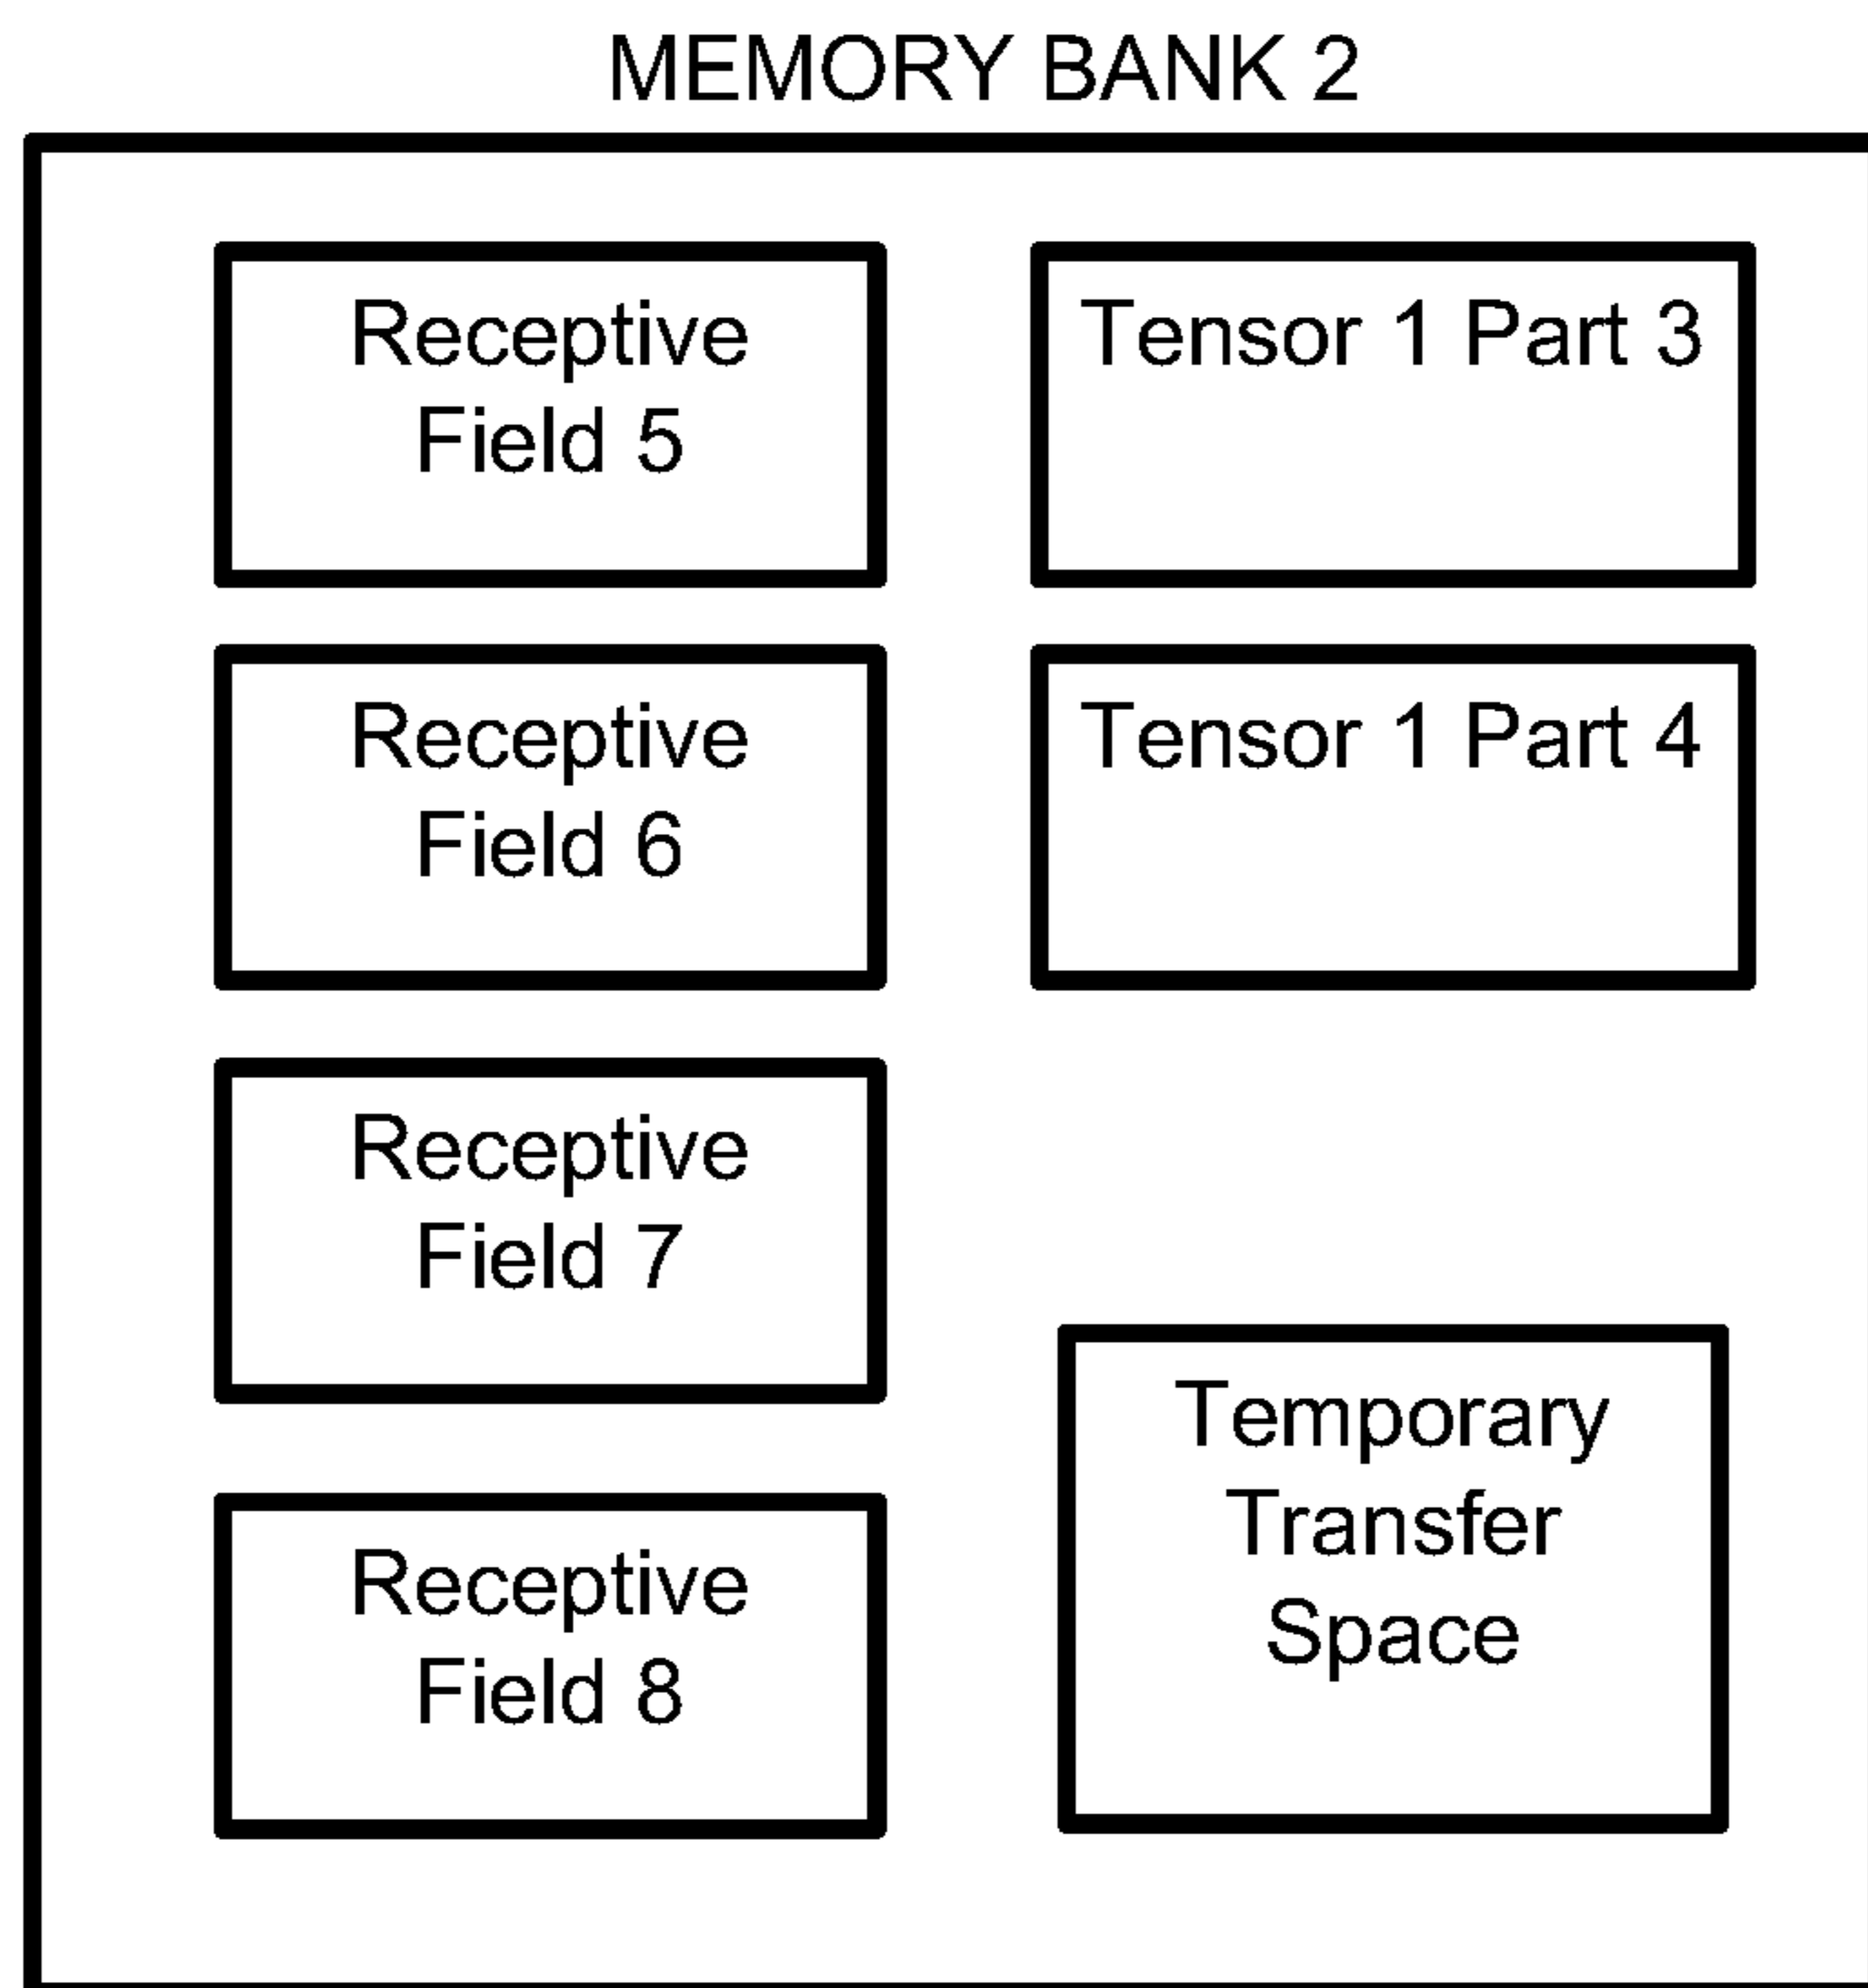 MEMORY BANK 2
Receptive
Field 5
Tensor 1 Part 3
Receptive
Field 6
Tensor 1 Part 4
Receptive
Field 7
Receptive
Field 8
Temporary
Transfer
Space